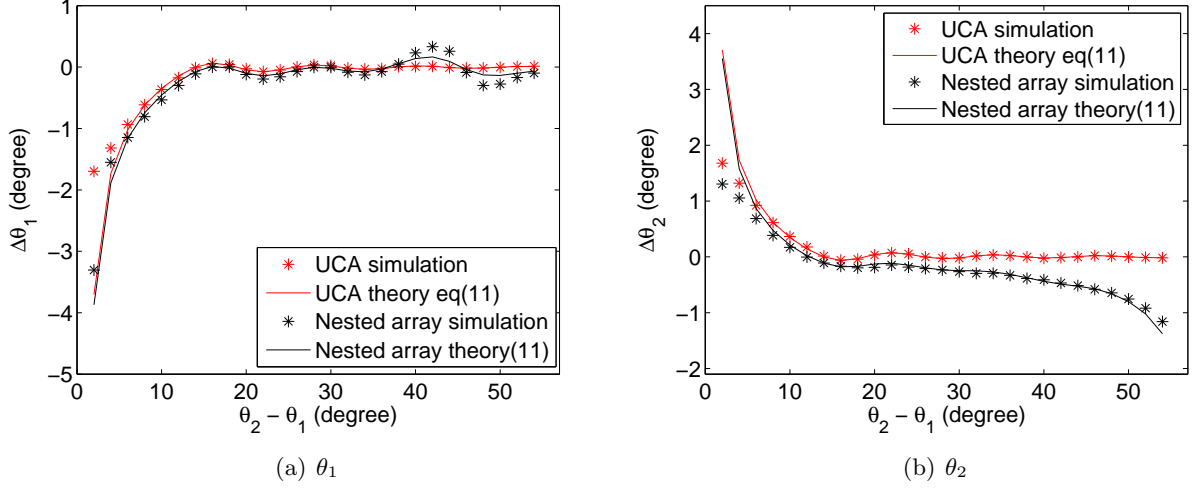 1
0
−1
−2
−3
−4
−5
0
10
20
30
40
50
Δθ1 (degree)
θ2 − θ1 (degree)
UCA simulation
UCA theory eq(11)
Nested array simulation
Nested array theory(11)
(a) θ1
4
3
2
1
0
−1
−2
0
10
20
30
40
50
Δθ2 (degree)
θ2 − θ1 (degree)
UCA simulation
UCA theory eq(11)
Nested array simulation
Nested array theory(11)
(b) θ2